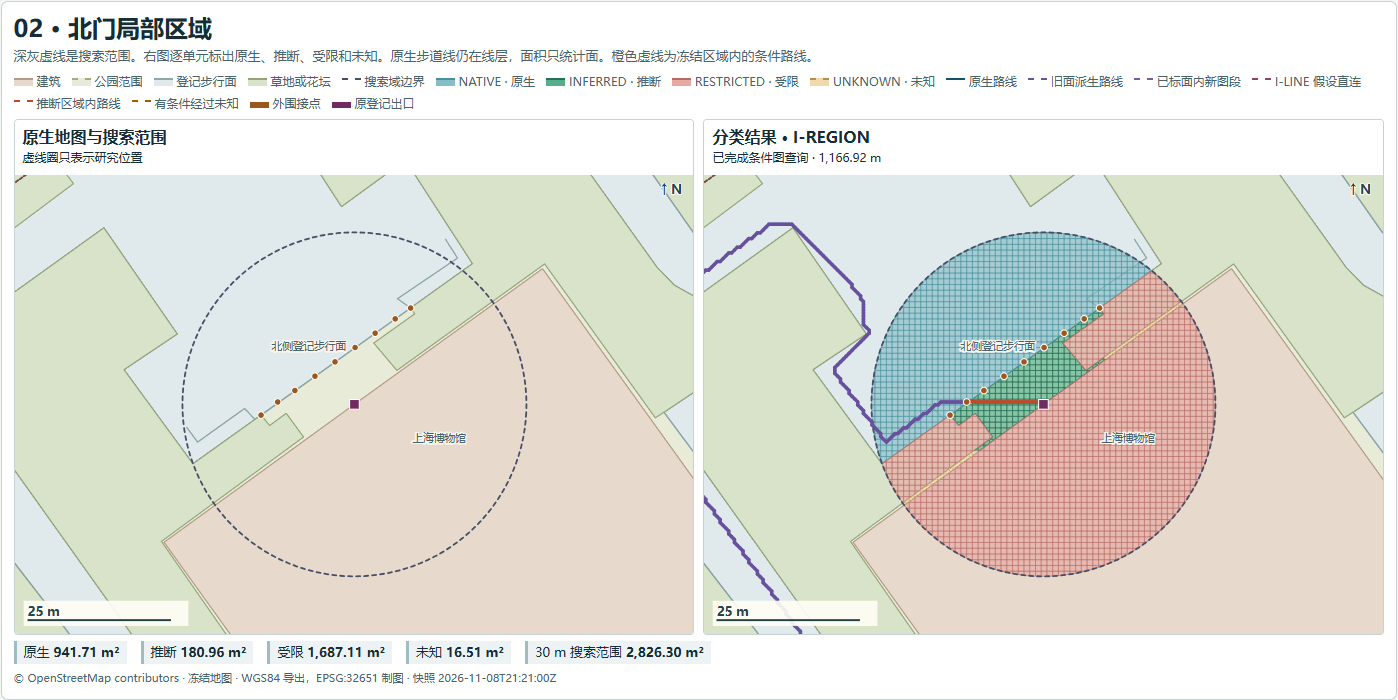 02 • 北门局部区域
深灰虚线是搜索范围。右图逐单元标出原生、推断、受限和未知。原生步道线仍在线层，面积只统计面。橙色虚线为冻结区域内的条件路线。
建筑 公园范围 登记步行面 草地或花坛 搜索域边界 NATIVE · 原生 INFERRED · 推断 RESTRICTED · 受限 UNKNOWN · 未知 原生路线 旧面派生路线 已标面内新图段 I-LINE 假设直连
推断区域内路线 有条件经过未知 外围接点 原登记出口
原生地图与搜索范围
虚线圈只表示研究位置
↑ N
北侧登记步行面
上海博物馆
25 m
分类结果 • I-REGION
已完成条件图查询 · 1,166.92 m
↑ N
北侧登记步行面
上海博物馆
25 m
原生 941.71 m² 推断 180.96 m² 受限 1,687.11 m² 未知 16.51 m² 30 m 搜索范围 2,826.30 m²
© OpenStreetMap contributors · 冻结地图 · WGS84 导出，EPSG:32651 制图 · 快照 2026-11-08T21:21:00Z